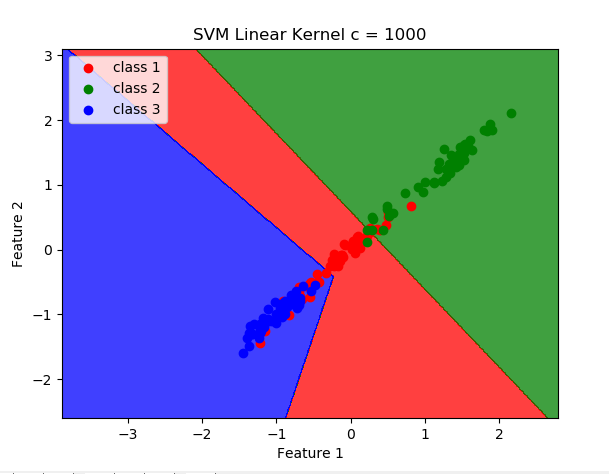 SVM Linear Kernel c = 1000
3
2
1
0
−1
−2
Feature 2
class 1
class 2
class 3
−3
−2
−1
0
1
2
Feature 1